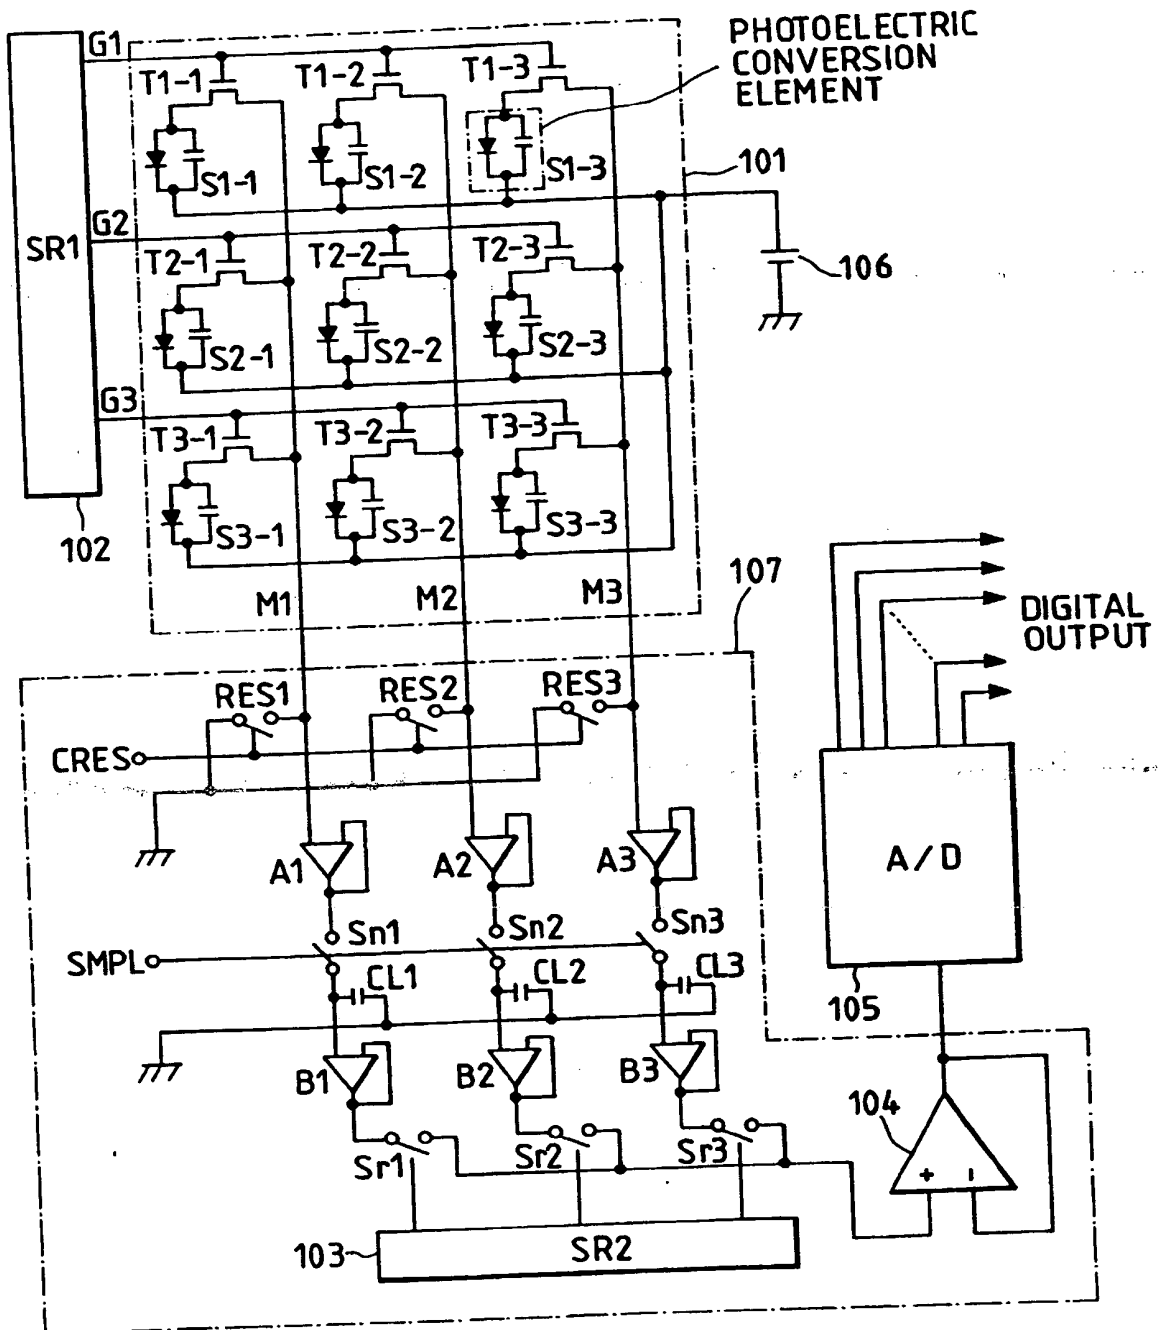 G1
PHOTOELECTRIC
CONVERSION
ELEMENT
T1-1
T1-2
T1-3
S1-1
S1-2
S1-3
101
SR1
G2
T2-1
T2-2
T2-3
106
S2-1
S2-2
S2-3
G3
T3-1
T3-2
T3-3
S3-1
S3-2
S3-3
102
M1
M2
M3
107
DIGITAL
OUTPUT
RES1
RES2
RES3
CRES
A1
A2
A3
A/D
Sn1
Sn2
Sn3
SMPL
CL1
CL2
CL3
105
B1
B2
B3
104
Sr1
Sr2
Sr3
+
-
103
SR2